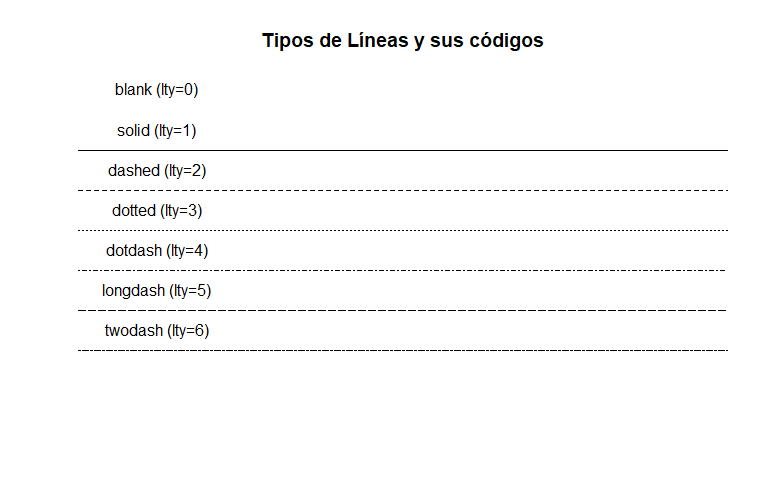 Tipos de Líneas y sus códigos
blank (lty=0)
solid (lty=1)
dashed (lty=2)
dotted (lty=3)
dotdash (lty=4)
longdash (lty=5)
twodash (lty=6)